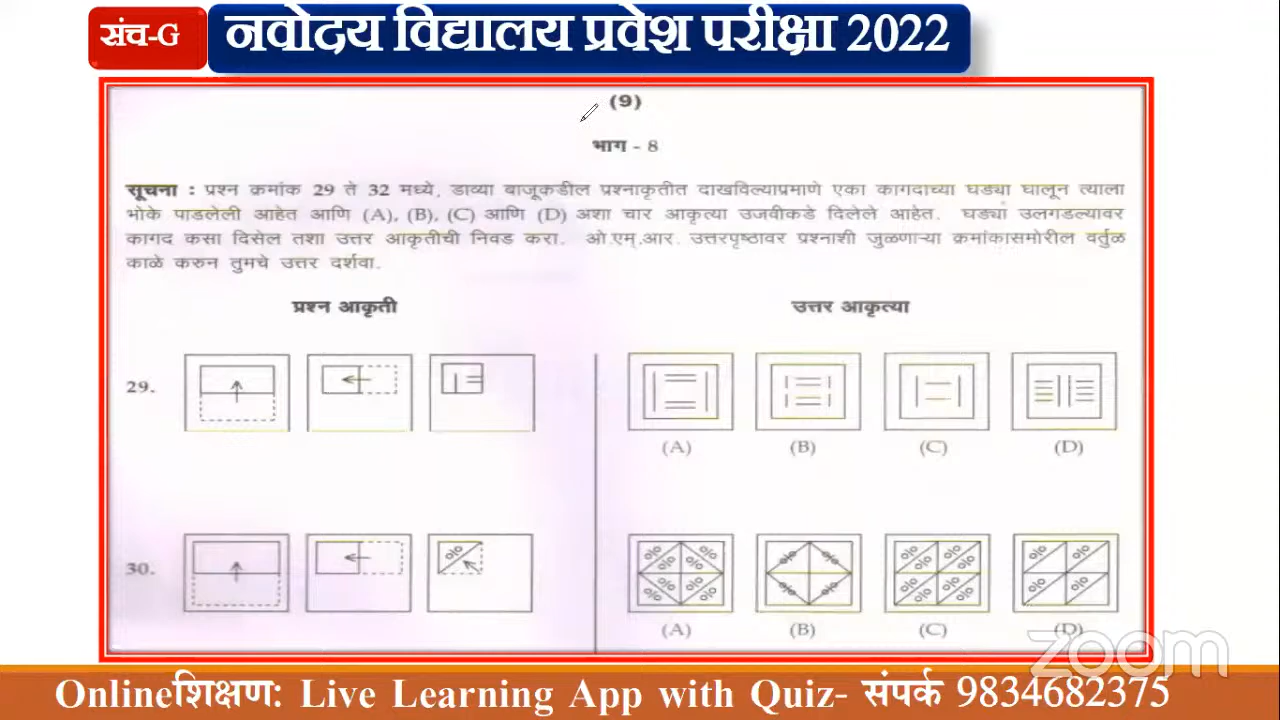 संच-G
नवोदय विद्यालय प्रवेश परीक्षा 2022
(9)
भाग - 8
सूचना : प्रश्न क्रमांक 29 ते 32 मध्ये, डाव्या बाजूकडील प्रश्नाकृतीत दाखविल्याप्रमाणे एका कागदाच्या घड्या घालून त्याला
भोके पाडलेली आहेत आणि (A), (B), (C) आणि (D) अशा चार आकृत्या उजवीकडे दिलेले आहेत. घड्या उलगडल्यावर
कागद कसा दिसेल तशा उत्तर आकृतीची निवड करा. ओ.एम्.आर. उत्तरपृष्ठावर प्रश्नाशी जुळणाऱ्या क्रमांकासमोरील वर्तुळ
काळे करुन तुमचे उत्तर दर्शवा.
प्रश्न आकृती उत्तर आकृत्या
29.
(A) (B) (C) (D)
30.
(A) (B) (C) (D)
zoom
Onlineशिक्षण: Live Learning App with Quiz- संपर्क 9834682375